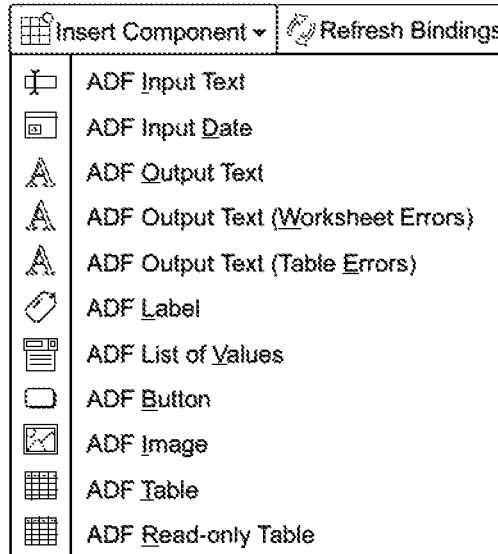 Insert Component Refresh Bindings
ADF Input Text
ADF Input Date
ADF Output Text
ADF Output Text (Worksheet Errors)
ADF Output Text (Table Errors)
ADF Label
ADF List of Values
ADF Button
ADF Image
ADF Table
ADF Read-only Table